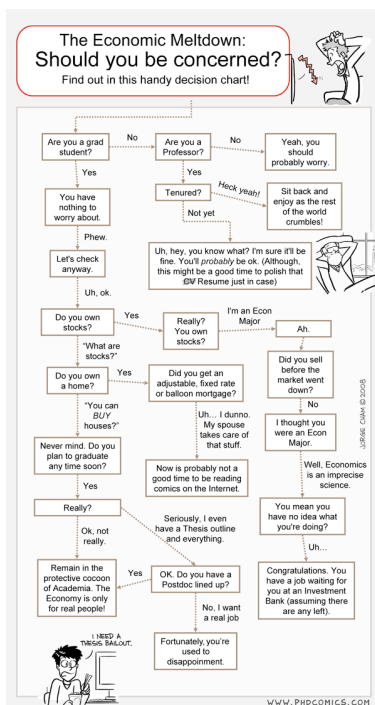 The Economic Meltdown:
Should you be concerned?
Find out in this handy decision chart!
Are you a grad
student?
No
Are you a
Professor?
No
Yeah, you
should
probably worry.
Yes
Yes
You have
nothing to
worry about.
Tenured?
Heck yeah!
Sit back and
enjoy as the rest
of the world
crumbles!
Not yet
Phew.
Let's check
anyway.
Uh, hey, you know what? I'm sure it'll be
fine. You'll probably be ok. (Although,
this might be a good time to polish that
CV Resume just in case)
Uh, ok.
Do you own
stocks?
Yes
Really?
You own
stocks?
I'm an Econ
Major
Ah.
"What are
stocks?"
Do you own
a home?
Yes
Did you get an
adjustable, fixed rate
or balloon mortgage?
Did you sell
before the
market went
down?
No
"You can
BUY
houses?"
Uh... I dunno.
My spouse
takes care of
that stuff.
I thought you
were an Econ
Major.
Never mind. Do you
plan to graduate
any time soon?
Now is probably not a
good time to be reading
comics on the Internet.
Well, Economics
is an imprecise
science.
Yes
Really?
Seriously, I even
have a Thesis outline
and everything.
You mean you
have no idea what
you're doing?
Ok, not
really.
Uh...
Remain in the
protective cocoon
of Academia. The
Economy is only
for real people!
Yes
OK. Do you have a
Postdoc lined up?
Congratulations. You
have a job waiting for
you at an Investment
Bank (assuming there
are any left).
No, I want
a real job
Fortunately, you're
used to
disappointment.
I NEED A
THESIS BAILOUT.
JORGE CHAM © 2008
WWW.PHDCOMICS.COM